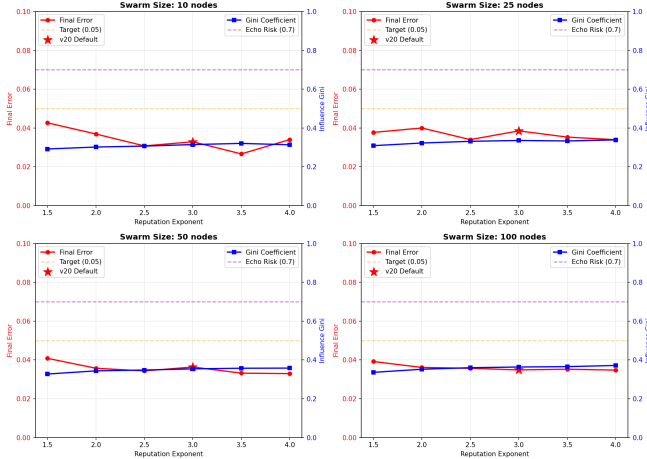 Swarm Size: 10 nodes
Final Error
Target (0.05)
v20 Default
Gini Coefficient
Echo Risk (0.7)
0.10
0.08
0.06
0.04
0.02
0.00
Final Error
1.0
0.8
0.6
0.4
0.2
0.0
Influence Gini
1.5 2.0 2.5 3.0 3.5 4.0
Reputation Exponent
Swarm Size: 25 nodes
Final Error
Target (0.05)
v20 Default
Gini Coefficient
Echo Risk (0.7)
0.10
0.08
0.06
0.04
0.02
0.00
Final Error
1.0
0.8
0.6
0.4
0.2
0.0
Influence Gini
1.5 2.0 2.5 3.0 3.5 4.0
Reputation Exponent
Swarm Size: 50 nodes
Final Error
Target (0.05)
v20 Default
Gini Coefficient
Echo Risk (0.7)
0.10
0.08
0.06
0.04
0.02
0.00
Final Error
1.0
0.8
0.6
0.4
0.2
0.0
Influence Gini
1.5 2.0 2.5 3.0 3.5 4.0
Reputation Exponent
Swarm Size: 100 nodes
Final Error
Target (0.05)
v20 Default
Gini Coefficient
Echo Risk (0.7)
0.10
0.08
0.06
0.04
0.02
0.00
Final Error
1.0
0.8
0.6
0.4
0.2
0.0
Influence Gini
1.5 2.0 2.5 3.0 3.5 4.0
Reputation Exponent